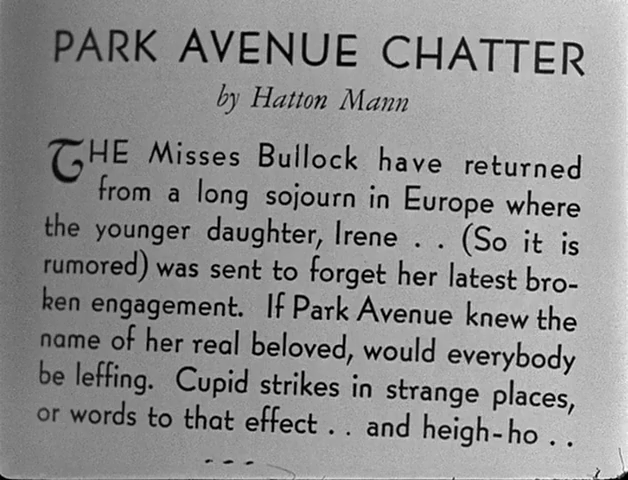 PARK AVENUE CHATTER
by Hatton Mann
THE Misses Bullock have returned
from a long sojourn in Europe where
the younger daughter, Irene . . (So it is
rumored) was sent to forget her latest bro-
ken engagement. If Park Avenue knew the
name of her real beloved, would everybody
be leffing. Cupid strikes in strange places,
or words to that effect . . and heigh-ho . .
- - -